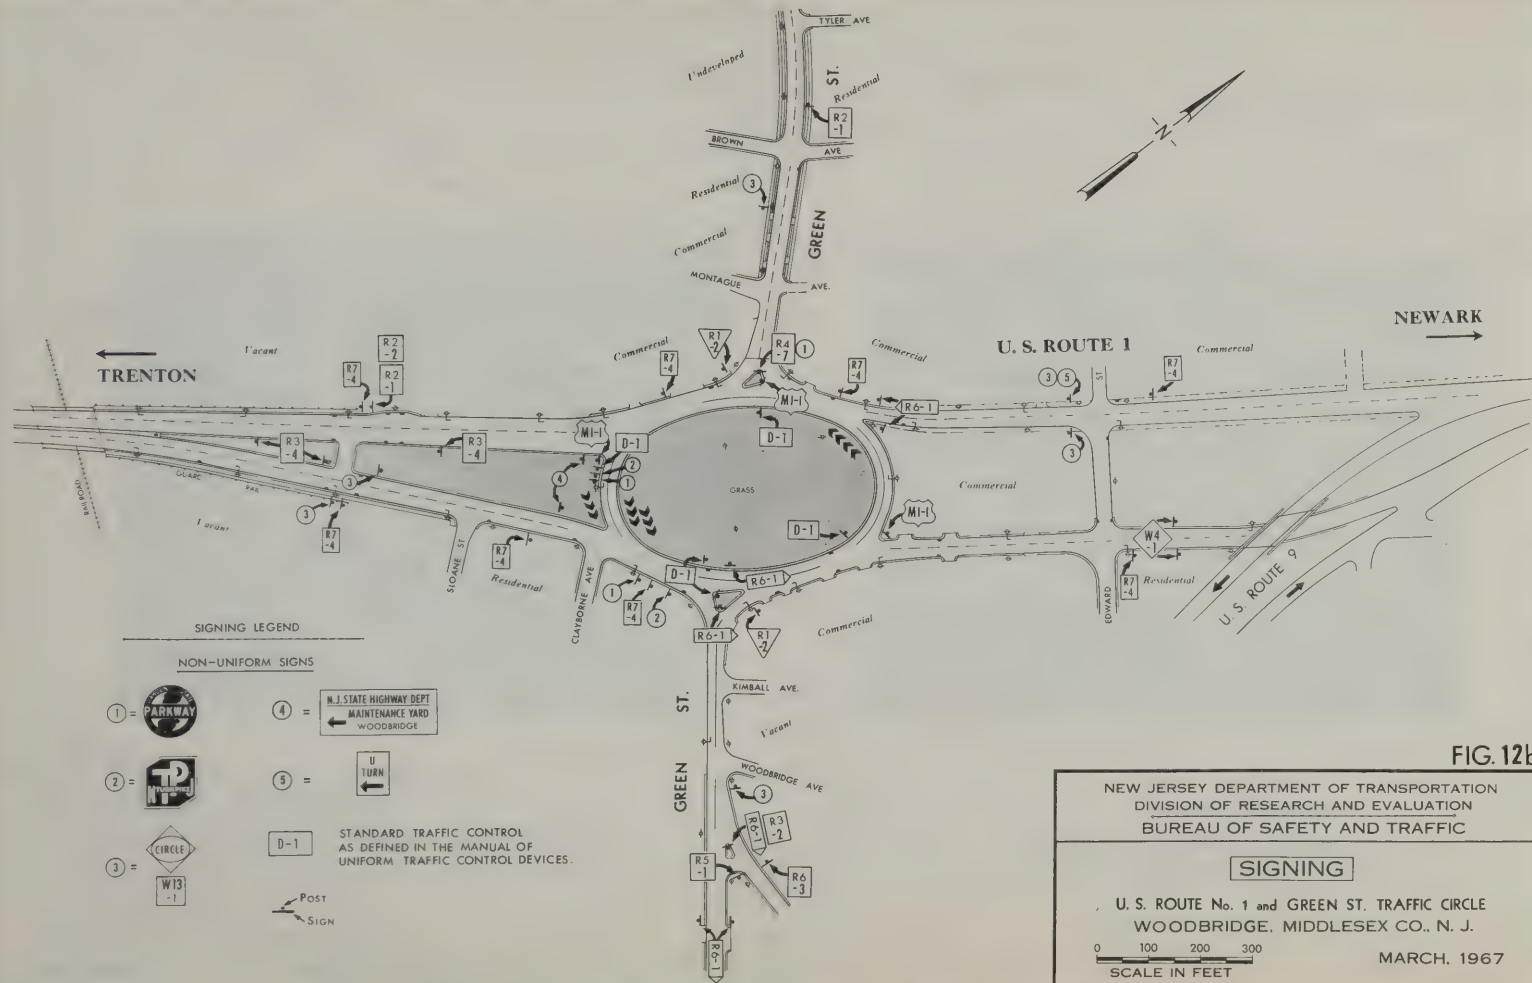 TYLER AVE
Undeveloped
ST.
Residential
R2
-1
BROWN
AVE
N
Residential
3
GREEN
Commercial
MONTAGUE
AVE.
NEWARK
TRENTON
Vacant
R2
-2
R2
-1
R7
-4
Commercial
R7
-4
R1
-2
R4
-7
1
Commercial
R7
-4
U. S. ROUTE 1
Commercial
3 5
ST
R7
-4
R6-1
M1-1
M1-1
D-1
D-1
R3
-4
R3
-4
2
4
1
3
3
GRASS
Commercial
M1-1
D-1
RAILROAD
GUARD RAIL
Vacant
3
R7
-4
SLOANE ST
R7
-4
Residential
CLAYBORNE AVE
D-1
R6-1
1
R7
-4
2
R6-1
R1
-2
Commercial
W4
-1
R7
-4
Residential
EDWARD
U. S. ROUTE 9
KIMBALL AVE.
ST.
Vacant
GREEN
WOODBRIDGE AVE
3
R6-1
R3
-2
R5
-1
R6
-3
R6-1
SIGNING LEGEND
NON-UNIFORM SIGNS
1 =
PARKWAY
2 =
TURNPIKE
3 =
CIRCLE
W13
-1
4 =
N.J. STATE HIGHWAY DEPT
MAINTENANCE YARD
WOODBRIDGE
5 =
U
TURN
D-1
STANDARD TRAFFIC CONTROL
AS DEFINED IN THE MANUAL OF
UNIFORM TRAFFIC CONTROL DEVICES.
POST
SIGN
FIG. 12b
NEW JERSEY DEPARTMENT OF TRANSPORTATION
DIVISION OF RESEARCH AND EVALUATION
BUREAU OF SAFETY AND TRAFFIC
SIGNING
U. S. ROUTE No. 1 and GREEN ST. TRAFFIC CIRCLE
WOODBRIDGE, MIDDLESEX CO., N. J.
0 100 200 300
SCALE IN FEET
MARCH, 1967